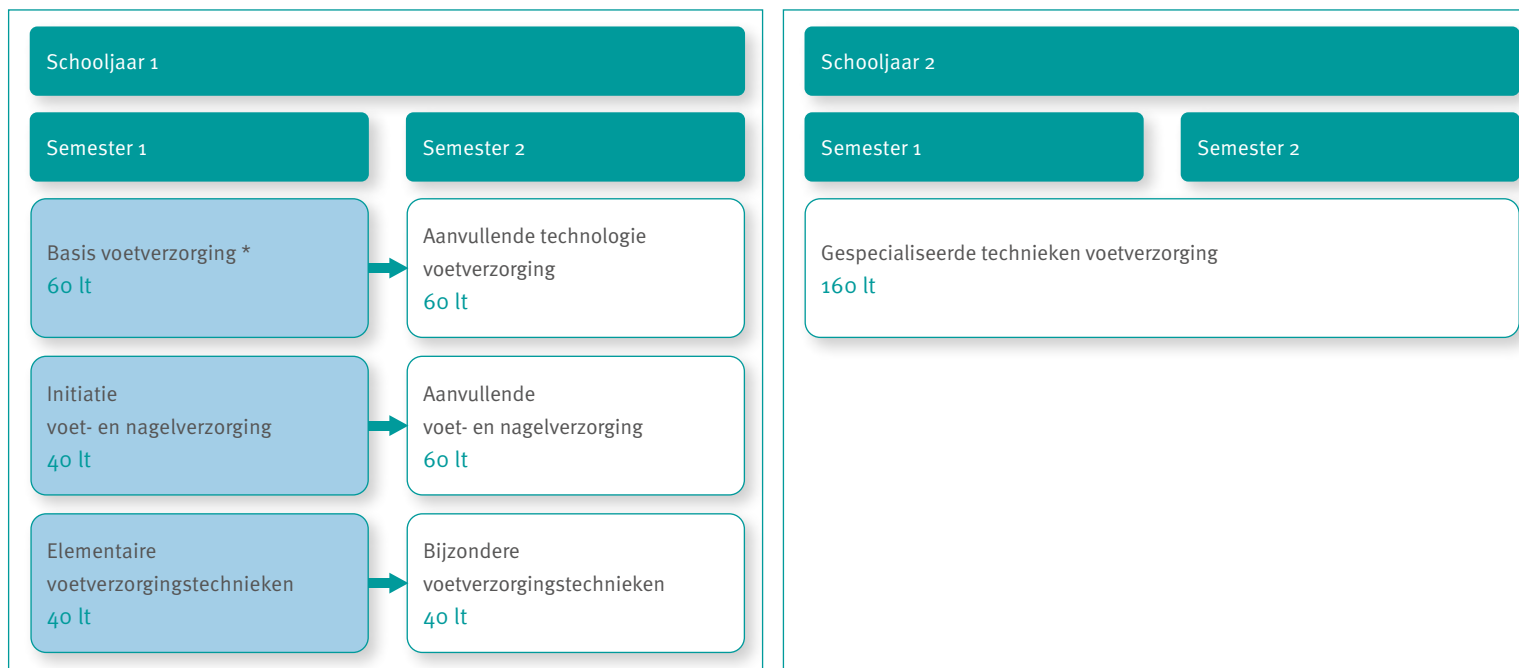 Schooljaar 1
Semester 1
Semester 2
Basis voetverzorging *
60 lt
Aanvullende technologie
voetverzorging
60 lt
Initiatie
voet- en nagelverzorging
40 lt
Aanvullende
voet- en nagelverzorging
60 lt
Elementaire
voetverzorgingstechnieken
40 lt
Bijzondere
voetverzorgingstechnieken
40 lt
Schooljaar 2
Semester 1
Semester 2
Gespecialiseerde technieken voetverzorging
160 lt